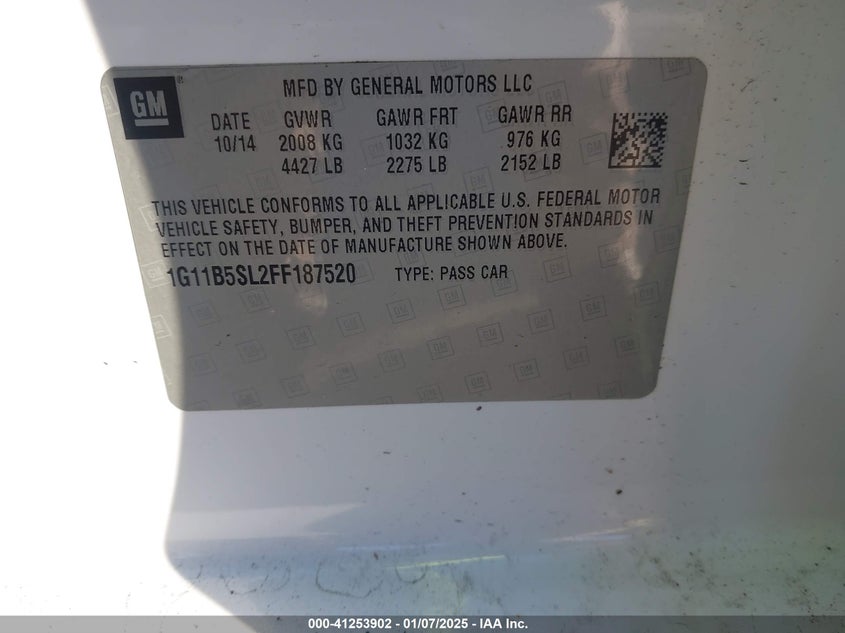 GM ®
MFD BY GENERAL MOTORS LLC
DATE GVWR GAWR FRT GAWR RR
10/14 2008 KG 1032 KG 976 KG
4427 LB 2275 LB 2152 LB
THIS VEHICLE CONFORMS TO ALL APPLICABLE U.S. FEDERAL MOTOR
VEHICLE SAFETY, BUMPER, AND THEFT PREVENTION STANDARDS IN
EFFECT ON THE DATE OF MANUFACTURE SHOWN ABOVE.
1G11B5SL2FF187520 TYPE: PASS CAR
000-41253902 — 01/07/2025 — IAA Inc.